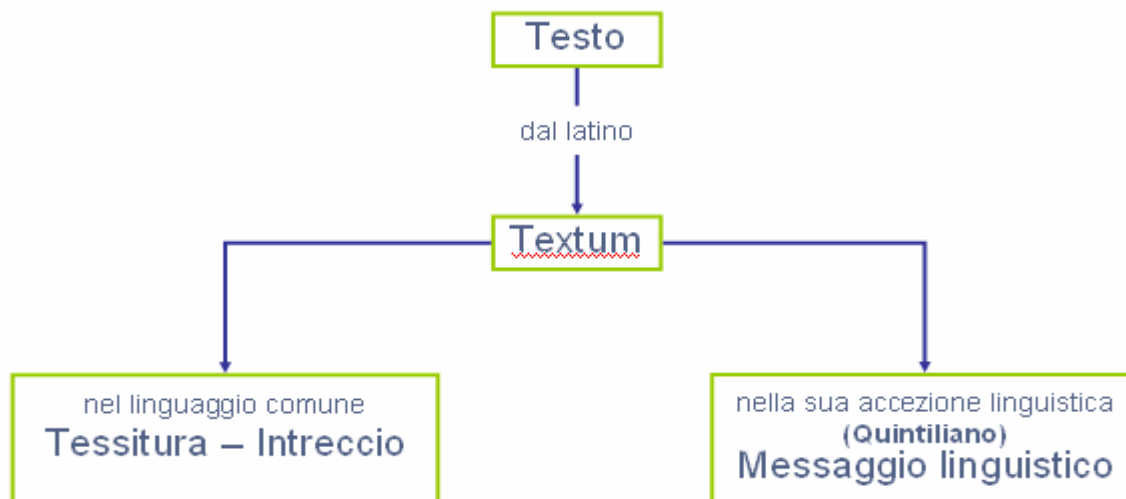 Testo
dal latino
Textum
nel linguaggio comune
Tessitura – Intreccio
nella sua accezione linguistica
(Quintiliano)
Messaggio linguistico